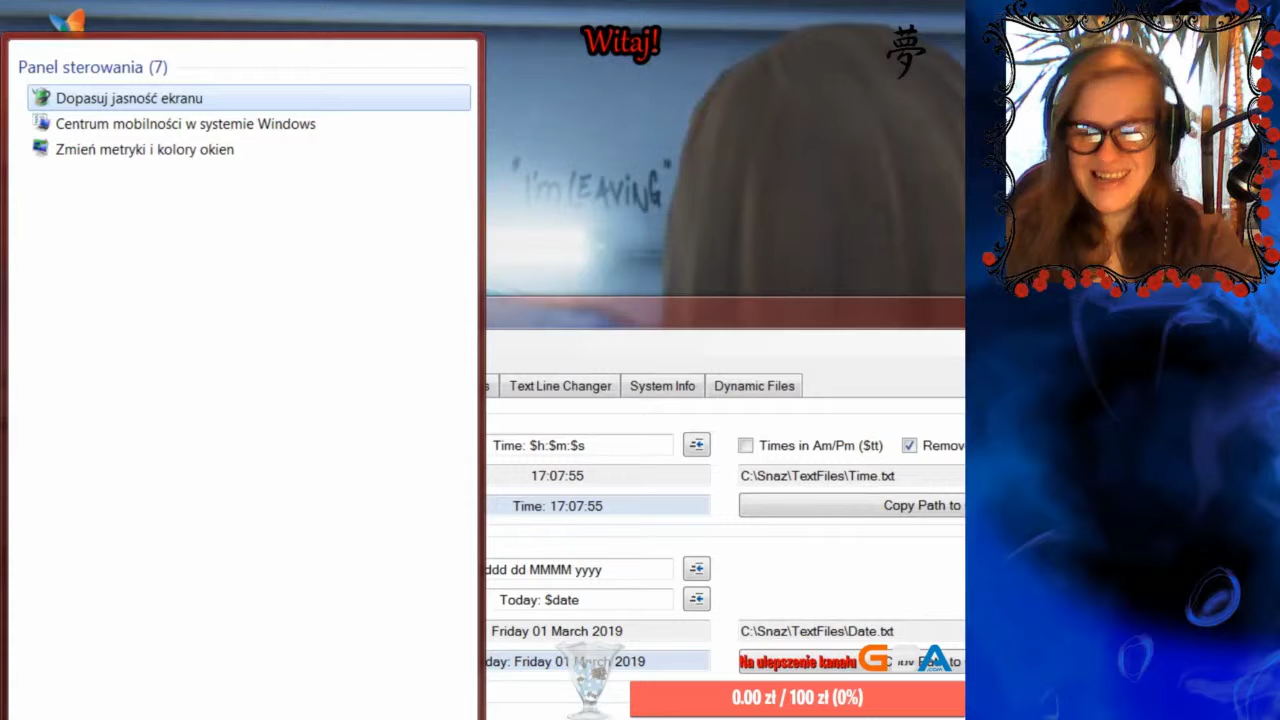 Witaj!
夢
Panel sterowania (7)
Dopasuj jasność ekranu
Centrum mobilności w systemie Windows
Zmień metryki i kolory okien
"I'm LEAVING"
s
Text Line Changer
System Info
Dynamic Files
Time: $h:$m:$s
Times in Am/Pm ($tt)
Remov
17:07:55
C:\Snaz\TextFiles\Time.txt
Time: 17:07:55
Copy Path to
ddd dd MMMM yyyy
Today: $date
Friday 01 March 2019
C:\Snaz\TextFiles\Date.txt
day: Friday 01 March 2019
Na ulepszenie kanału
G A
.com
0.00 zł / 100 zł (0%)